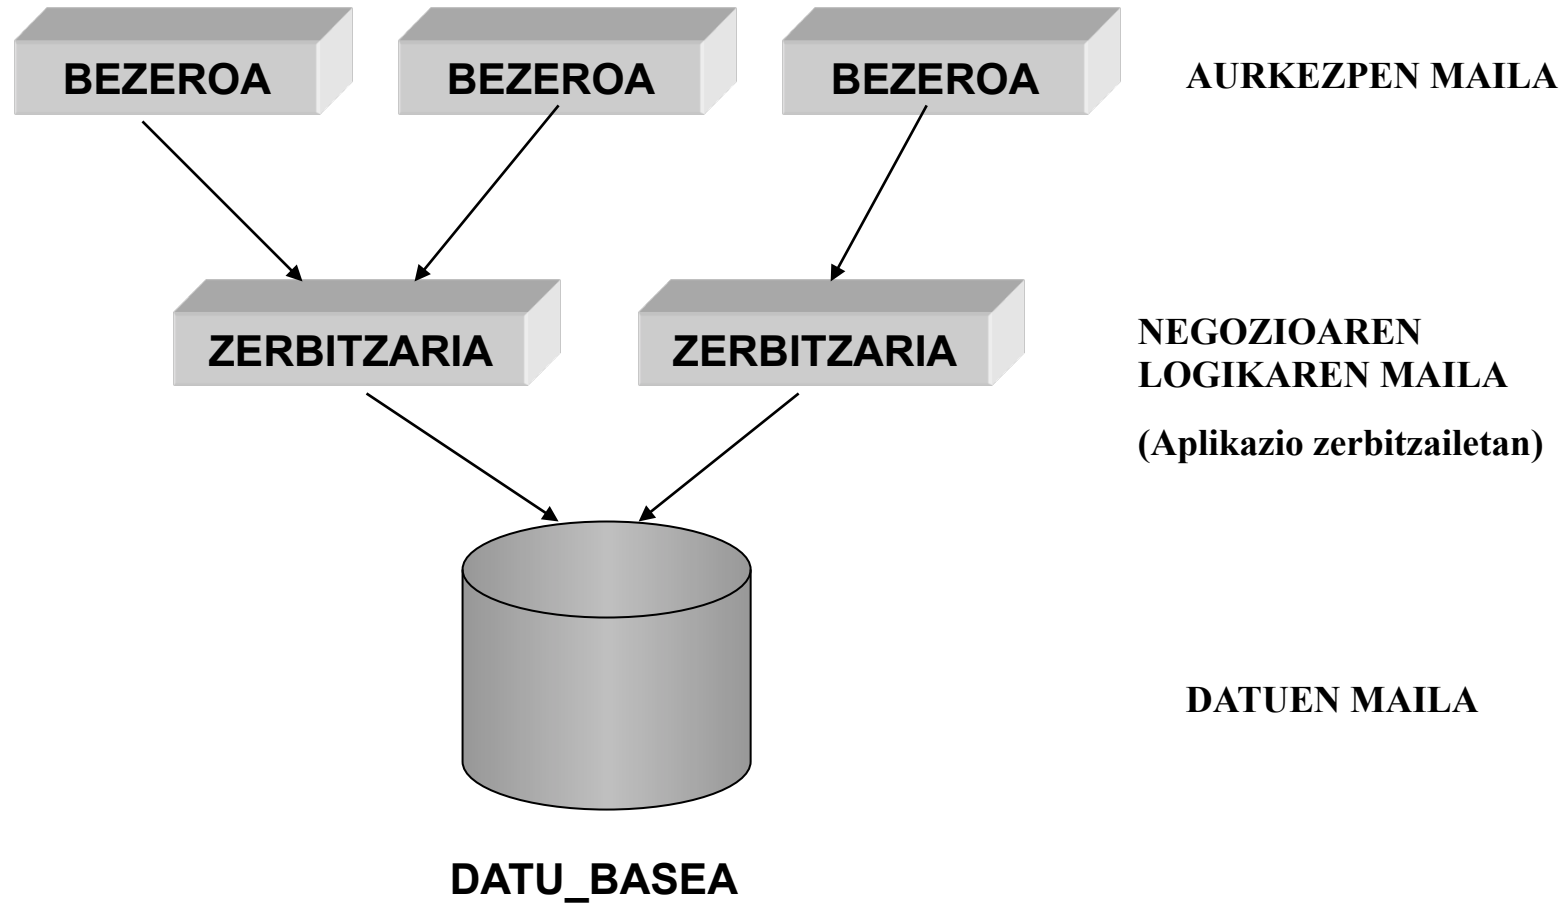 BEZEROA BEZEROA BEZEROA AURKEZPEN MAILA
ZERBITZARIA ZERBITZARIA
NEGOZIOAREN
LOGIKAREN MAILA
(Aplikazio zerbitzailetan)
DATUEN MAILA
DATU_BASEA